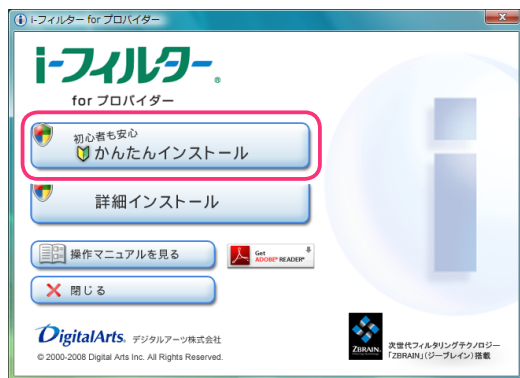 i-フィルター for プロバイダー
i-フィルター®
for プロバイダー
初心者も安心
かんたんインストール
詳細インストール
操作マニュアルを見る
Get
ADOBE® READER®
閉じる
DigitalArts. デジタルアーツ株式会社
© 2000-2008 Digital Arts Inc. All Rights Reserved.
ZBRAIN.
次世代フィルタリングテクノロジー
「ZBRAIN」(ジーブレイン)搭載